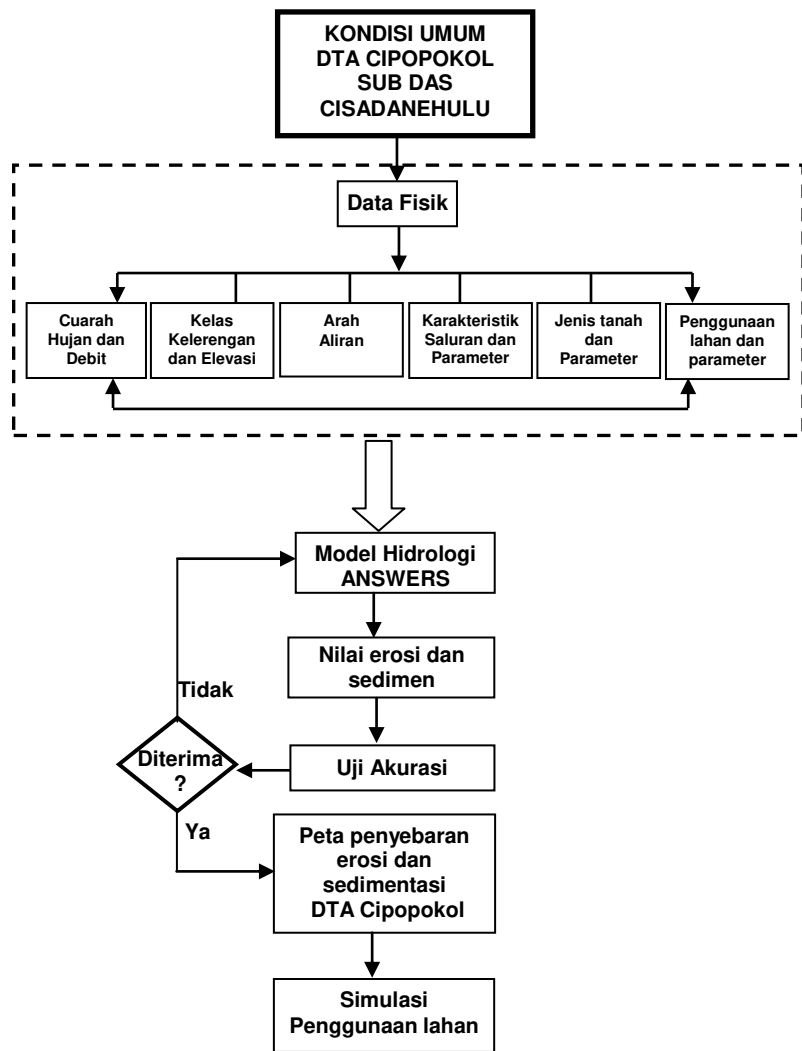 KONDISI UMUM
DTA CIPOPOKOL
SUB DAS
CISADANEHULU
Data Fisik
Cuarah
Hujan dan
Debit
Kelas
Kelerengan
dan Elevasi
Arah
Aliran
Karakteristik
Saluran dan
Parameter
Jenis tanah
dan
Parameter
Penggunaan
lahan dan
parameter
Model Hidrologi
ANSWERS
Nilai erosi dan
sedimen
Tidak
Uji Akurasi
Diterima
?
Ya
Peta penyebaran
erosi dan
sedimentasi
DTA Cipopokol
Simulasi
Penggunaan lahan